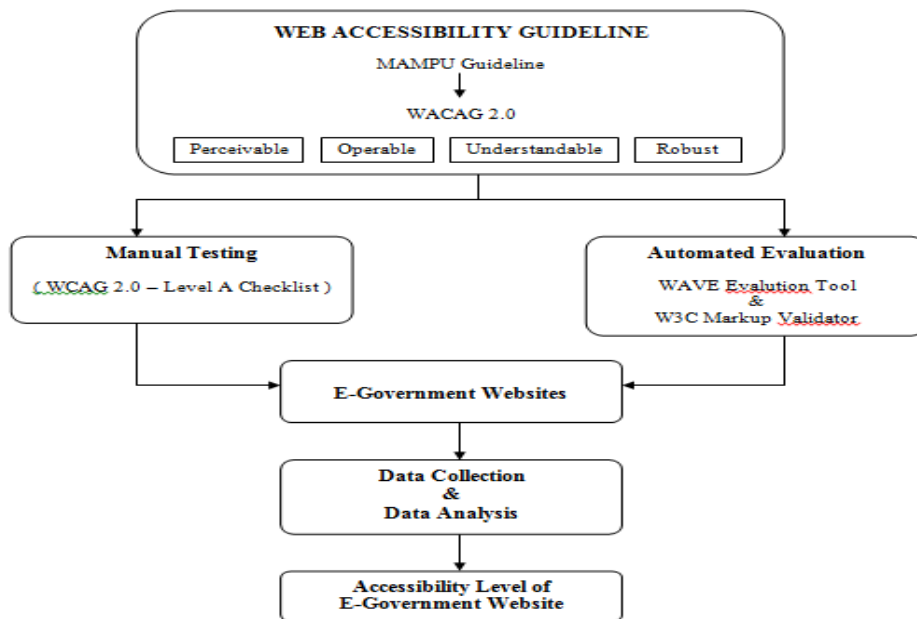 WEB ACCESSIBILITY GUIDELINE
MAMPU Guideline
WACAG 2.0
Perceivable
Operable
Understandable
Robust
Manual Testing
( WCAG 2.0 – Level A Checklist )
Automated Evaluation
WAVE Evalution Tool
&
W3C Markup Validator
E-Government Websites
Data Collection
&
Data Analysis
Accessibility Level of
E-Government Website